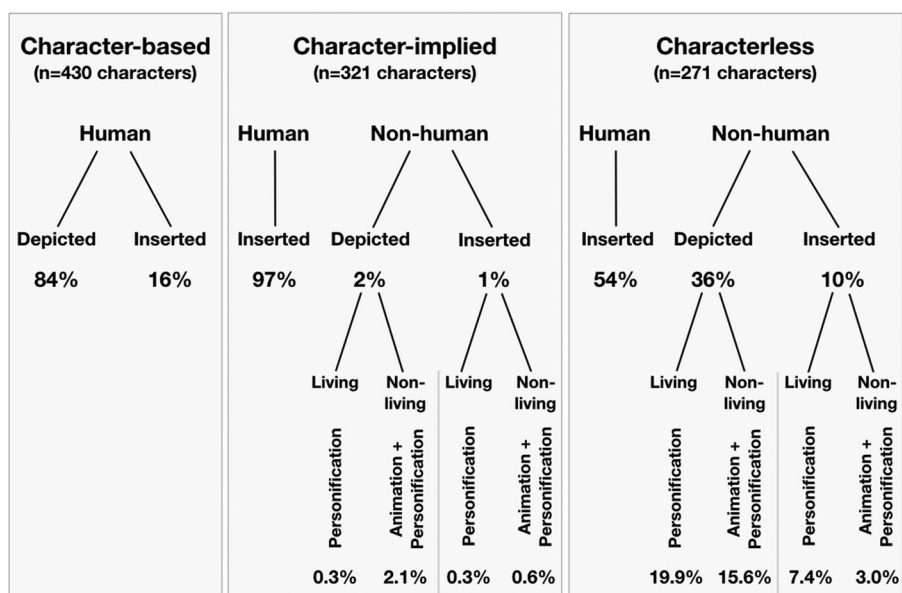 Character-based
(n=430 characters)
Human
Depicted
Inserted
84%
16%
Character-implied
(n=321 characters)
Human
Non-human
Inserted
Depicted
Inserted
97%
2%
1%
Living
Non-
living
Living
Non-
living
Personification
Animation +
Personification
Personification
Animation +
Personification
0.3%
2.1%
0.3%
0.6%
Characterless
(n=271 characters)
Human
Non-human
Inserted
Depicted
Inserted
54%
36%
10%
Living
Non-
living
Living
Non-
living
Personification
Animation +
Personification
Personification
Animation +
Personification
19.9%
15.6%
7.4%
3.0%